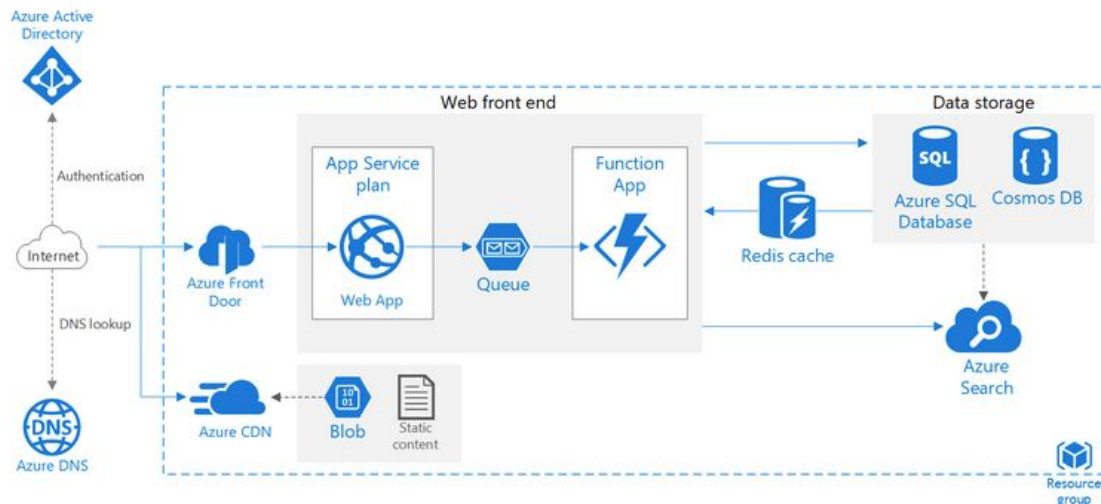 Azure Active
Directory
Authentication
Internet
DNS lookup
DNS
Azure DNS
Web front end
Data storage
App Service
plan
Web App
Queue
Function
App
SQL
Azure SQL
Database
{ }
Cosmos DB
Redis cache
Azure Front
Door
Azure
Search
Azure CDN
10
01
Blob
Static
content
Resource
group